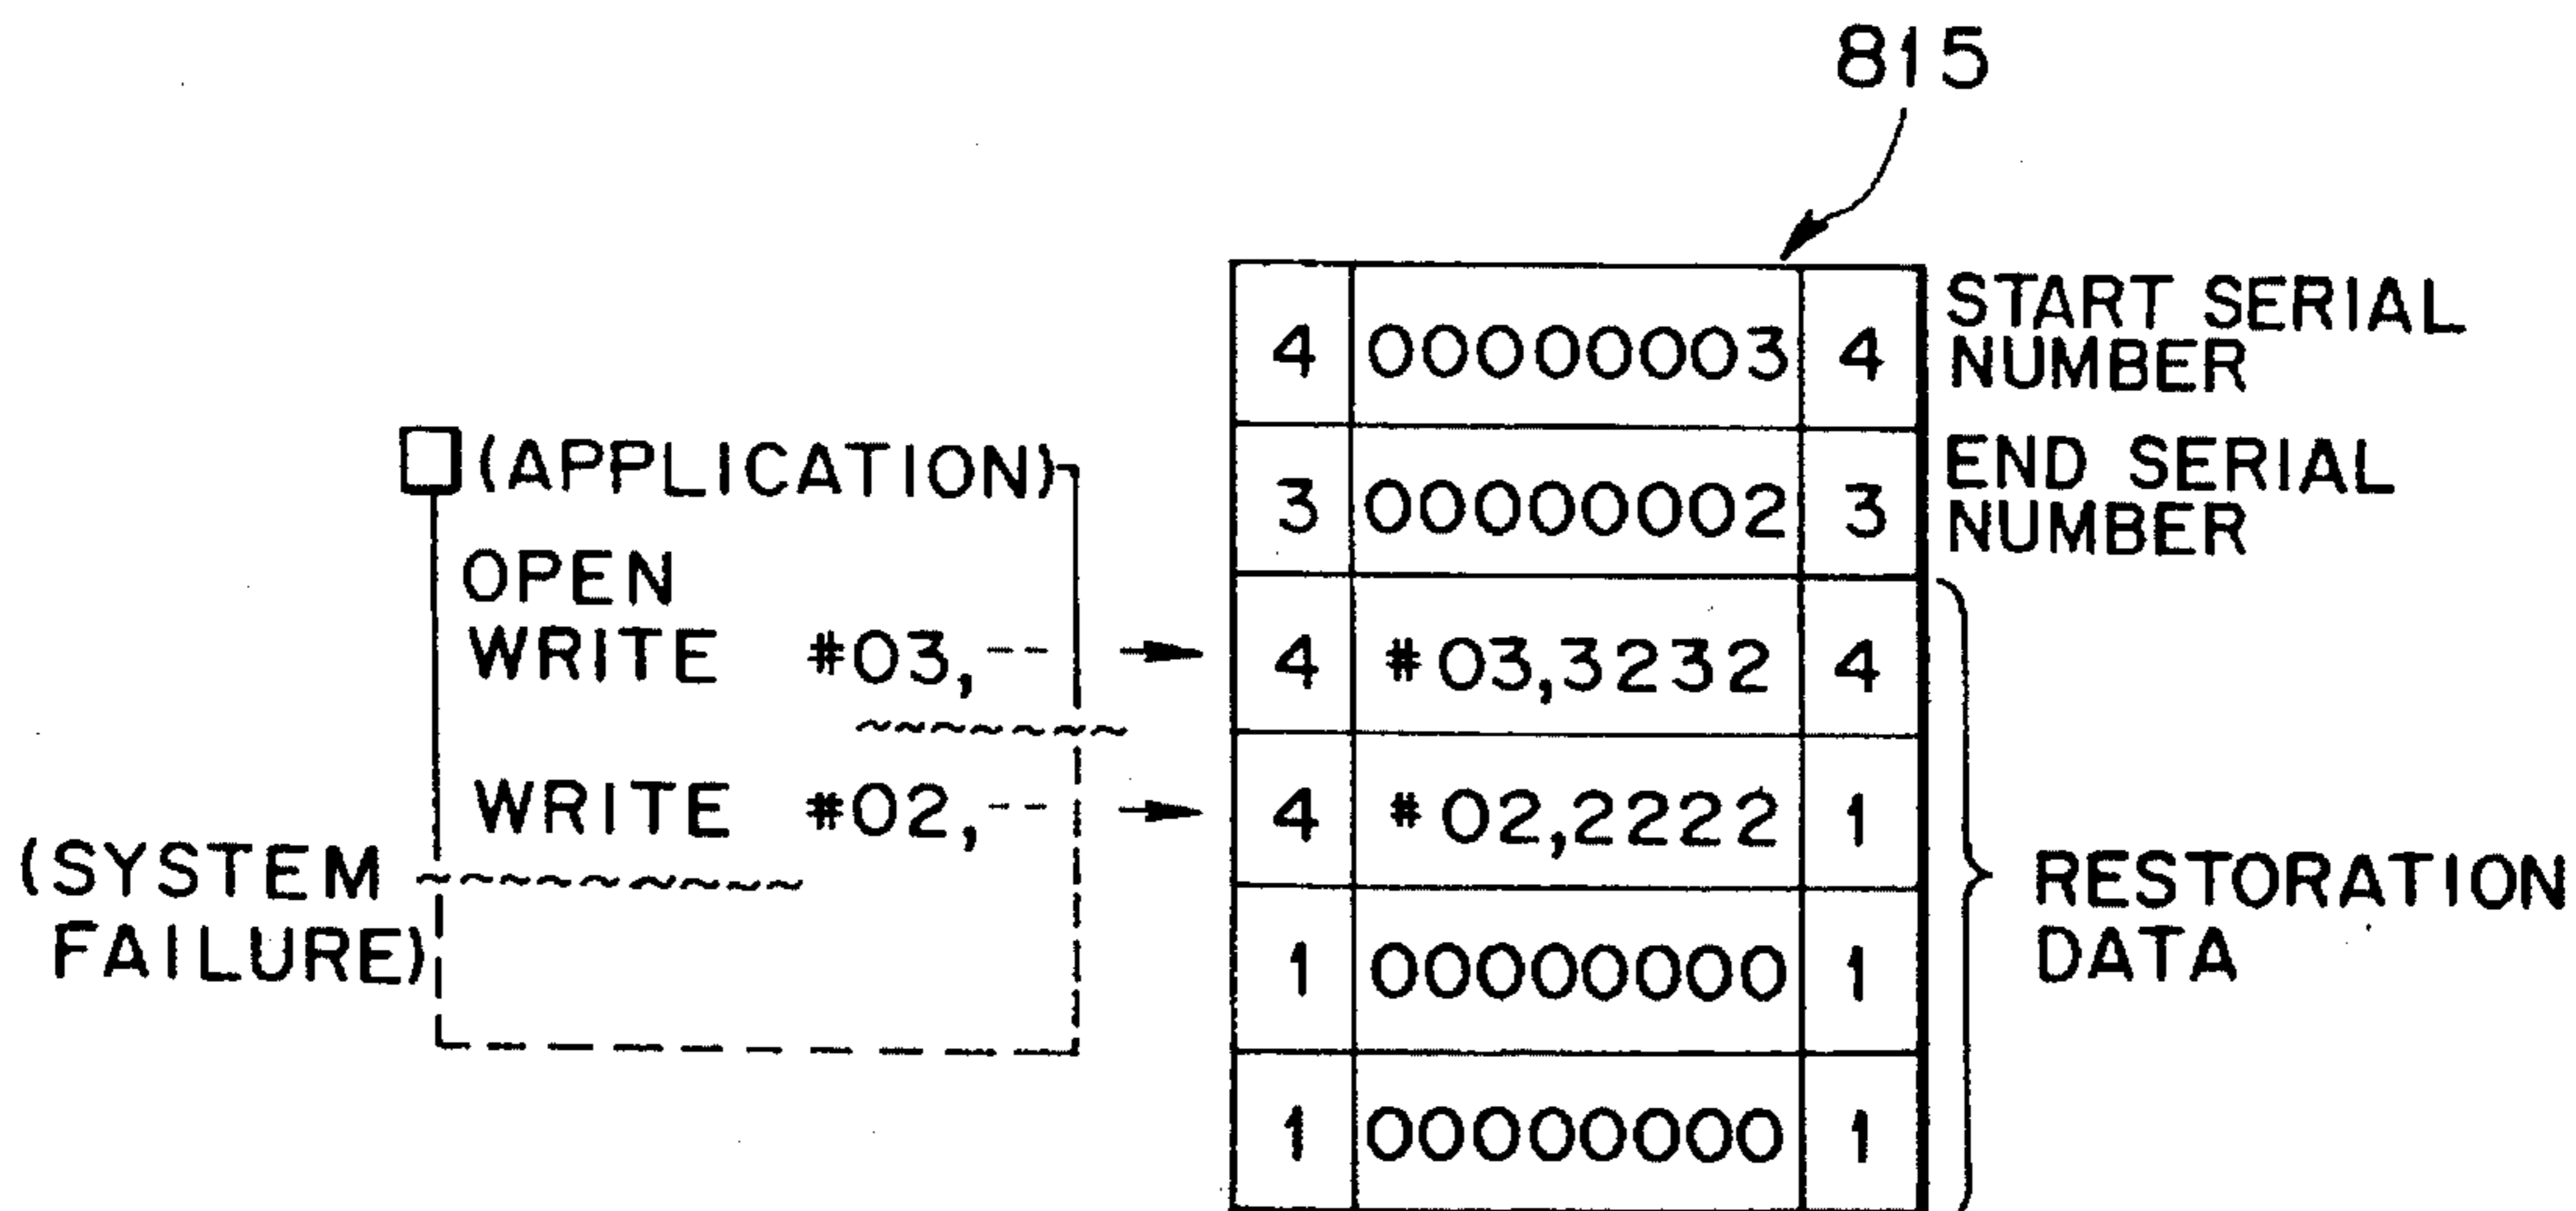 815
4 00000003 4 START SERIAL
NUMBER
3 00000002 3 END SERIAL
NUMBER
(APPLICATION)
OPEN
WRITE #03,-- 4 #03,3232 4
WRITE #02,-- 4 #02,2222 1
(SYSTEM
FAILURE)
1 00000000 1
1 00000000 1
RESTORATION
DATA